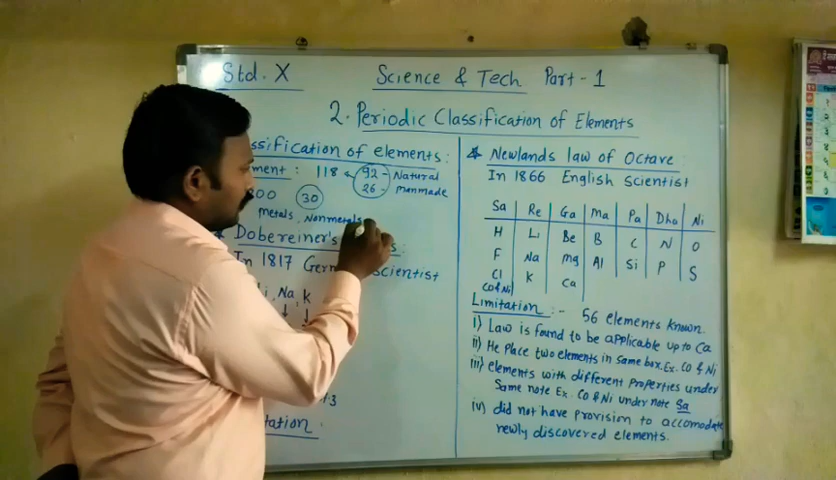 Std. X
Science & Tech Part - 1
2. Periodic Classification of Elements
ssification of elements:
ment : 118
92 - Natural
26 - manmade
800 30
metals, Nonmetals
Dobereiner's s:
In 1817 Ger scientist
i, Na, K
3
tation
Newlands law of Octave:
In 1866 English scientist
Sa Re Ga Ma Pa Dha Ni
H Li Be B C N O
F Na Mg Al Si P S
Cl K Ca
Co&Ni
Limitation :- 56 elements known.
i) Law is found to be applicable up to Ca
ii) He Place two elements in same box. Ex. Co & Ni
iii) elements with different Properties under
Same note Ex. Co & Ni under note Sa
iv) did not have provision to accomodate
newly discovered elements.